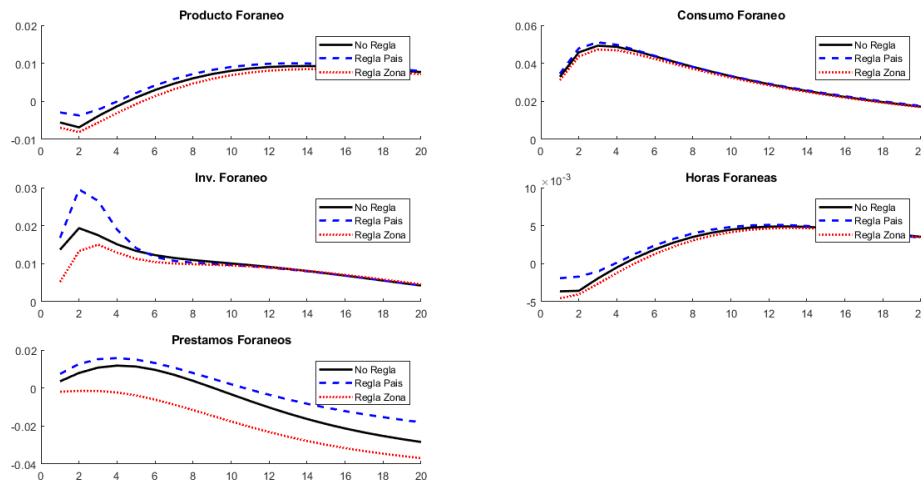 Producto Foraneo
0.02
0.01
0
-0.01
0 2 4 6 8 10 12 14 16 18 20
No Regla
Regla Pais
Regla Zona
Consumo Foraneo
0.06
0.04
0.02
0
0 2 4 6 8 10 12 14 16 18 20
No Regla
Regla Pais
Regla Zona
Inv. Foraneo
0.03
0.02
0.01
0
0 2 4 6 8 10 12 14 16 18 20
No Regla
Regla Pais
Regla Zona
Horas Foraneas
× 10⁻³
10
5
0
-5
0 2 4 6 8 10 12 14 16 18 20
No Regla
Regla Pais
Regla Zona
Prestamos Foraneos
0.02
0
-0.02
-0.04
0 2 4 6 8 10 12 14 16 18 20
No Regla
Regla Pais
Regla Zona